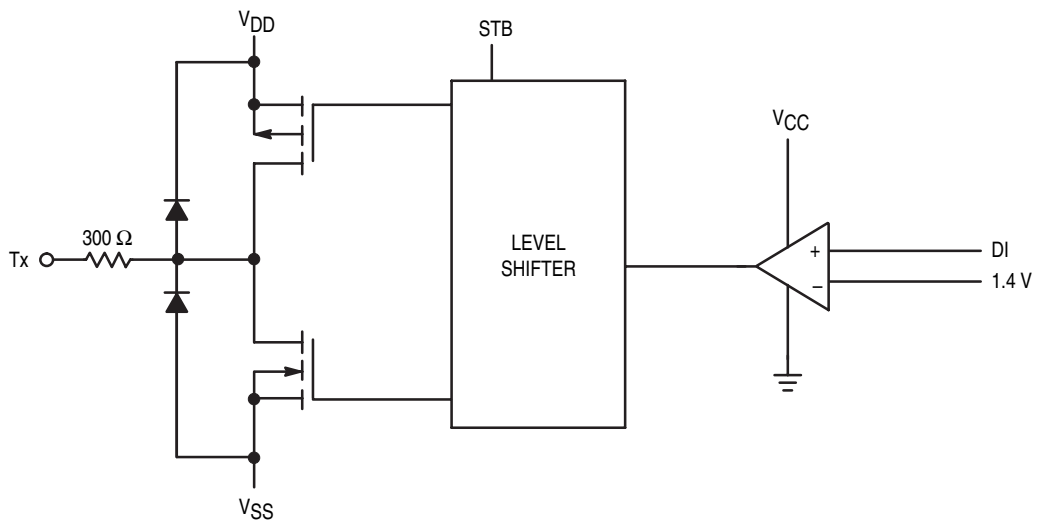 VDD
STB
VCC
300 Ω
Tx
LEVEL
SHIFTER
+
DI
–
1.4 V
VSS